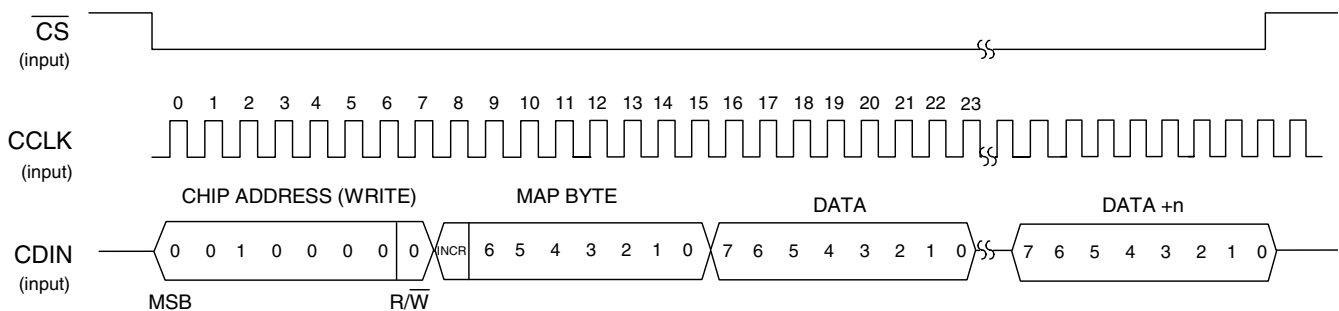 CS
(input)
0 1 2 3 4 5 6 7 8 9 10 11 12 13 14 15 16 17 18 19 20 21 22 23
CCLK
(input)
CHIP ADDRESS (WRITE) MAP BYTE DATA DATA +n
CDIN 0 0 1 0 0 0 0 0 INCR 6 5 4 3 2 1 0 7 6 5 4 3 2 1 0 7 6 5 4 3 2 1 0
(input)
MSB R/W